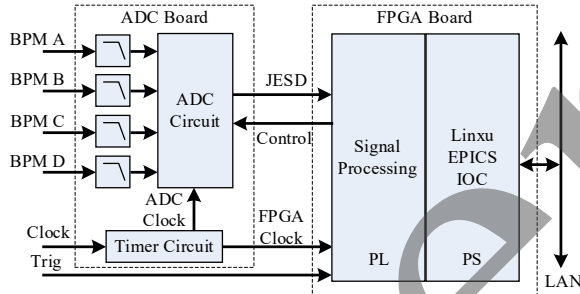 ADC Board
FPGA Board
BPM A
BPM B
BPM C
BPM D
ADC
Circuit
JESD
Control
Signal
Processing
Linxu
EPICS
IOC
ADC
Clock
FPGA
Clock
Clock
Timer Circuit
Trig
PL
PS
LAN